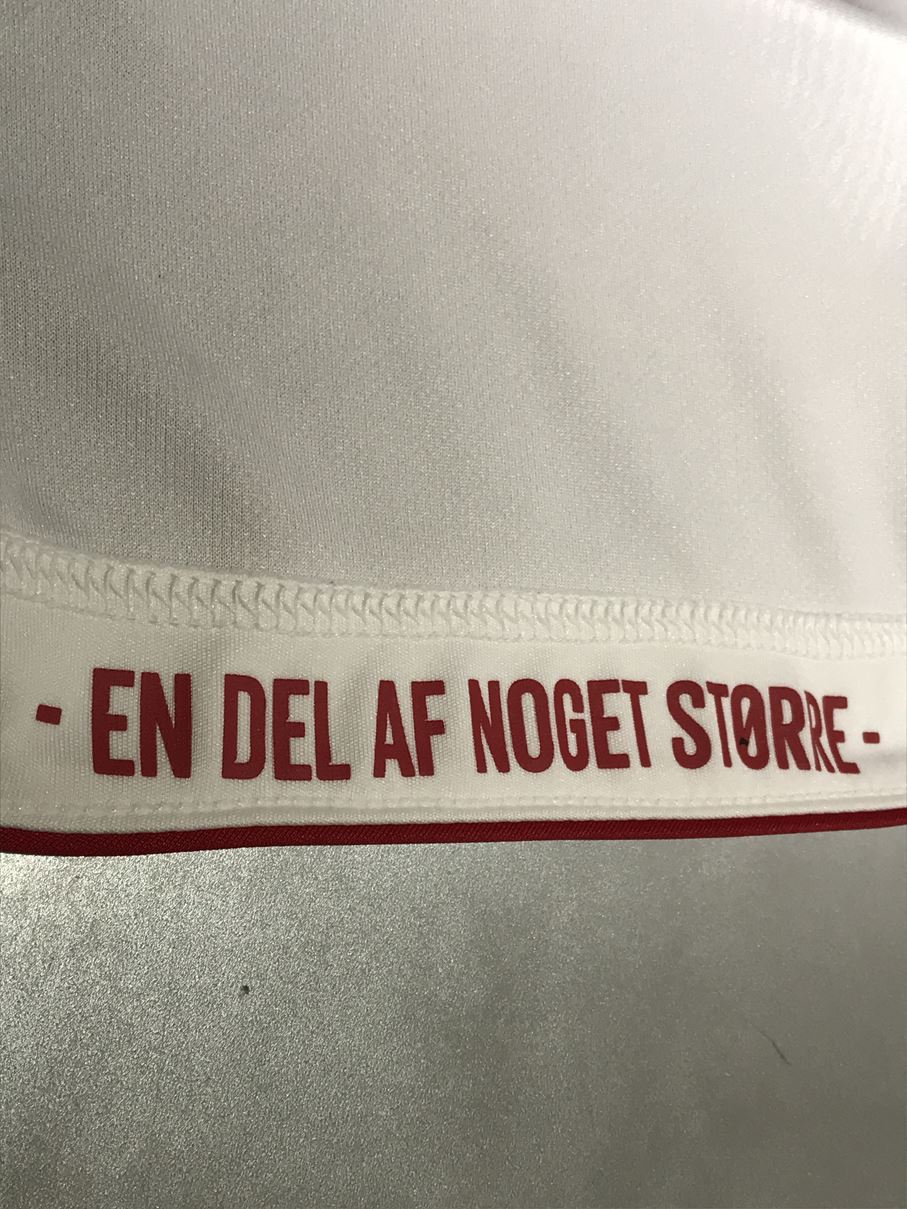 - EN DEL AF NOGET STØRRE -